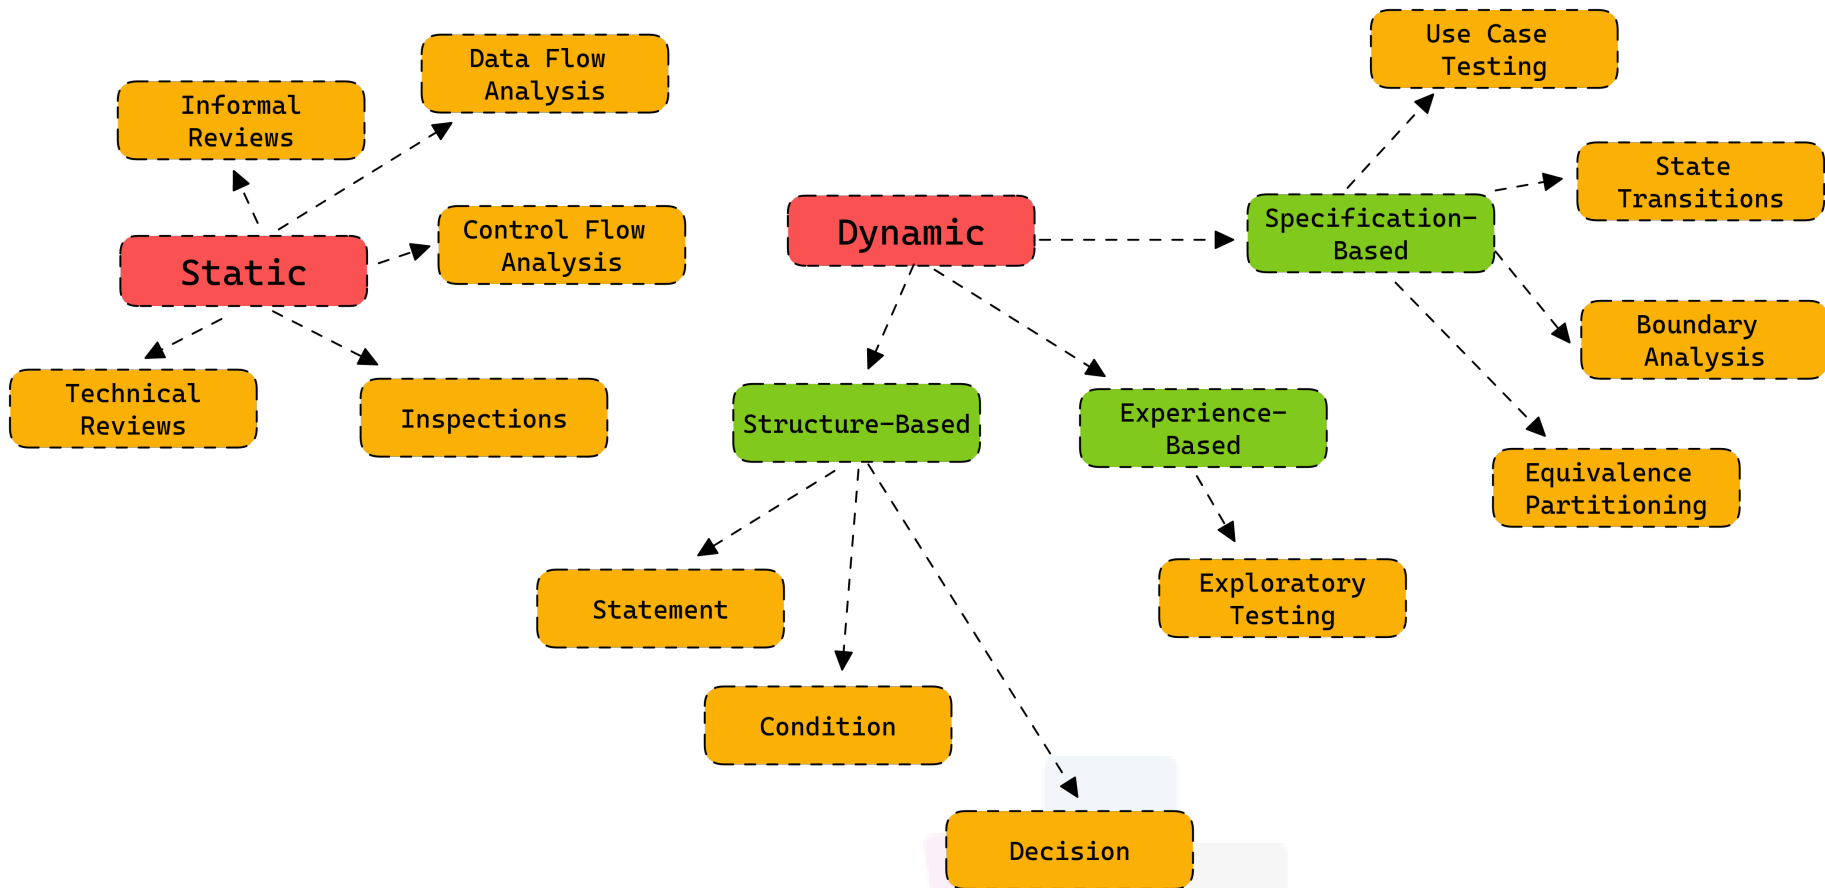 Use Case
Testing
Data Flow
Analysis
Informal
Reviews
State
Transitions
Control Flow
Analysis
Dynamic
Specification-
Based
Static
Boundary
Analysis
Technical
Reviews
Inspections
Structure-Based
Experience-
Based
Equivalence
Partitioning
Statement
Exploratory
Testing
Condition
Decision